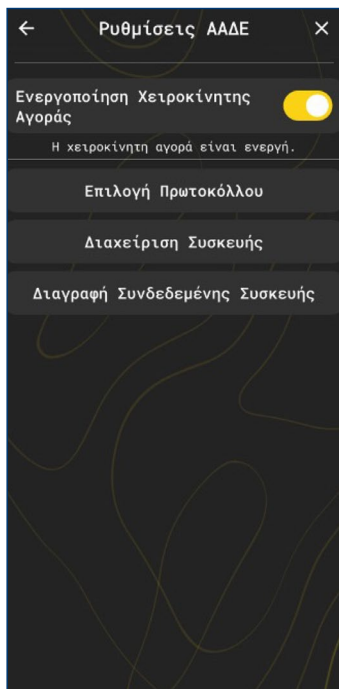 Ρυθμίσεις ΑΑΔΕ
Ενεργοποίηση Χειροκίνητης
Αγοράς
Η χειροκίνητη αγορά είναι ενεργή.
Επιλογή Πρωτοκόλλου
Διαχείριση Συσκευής
Διαγραφή Συνδεδεμένης Συσκευής